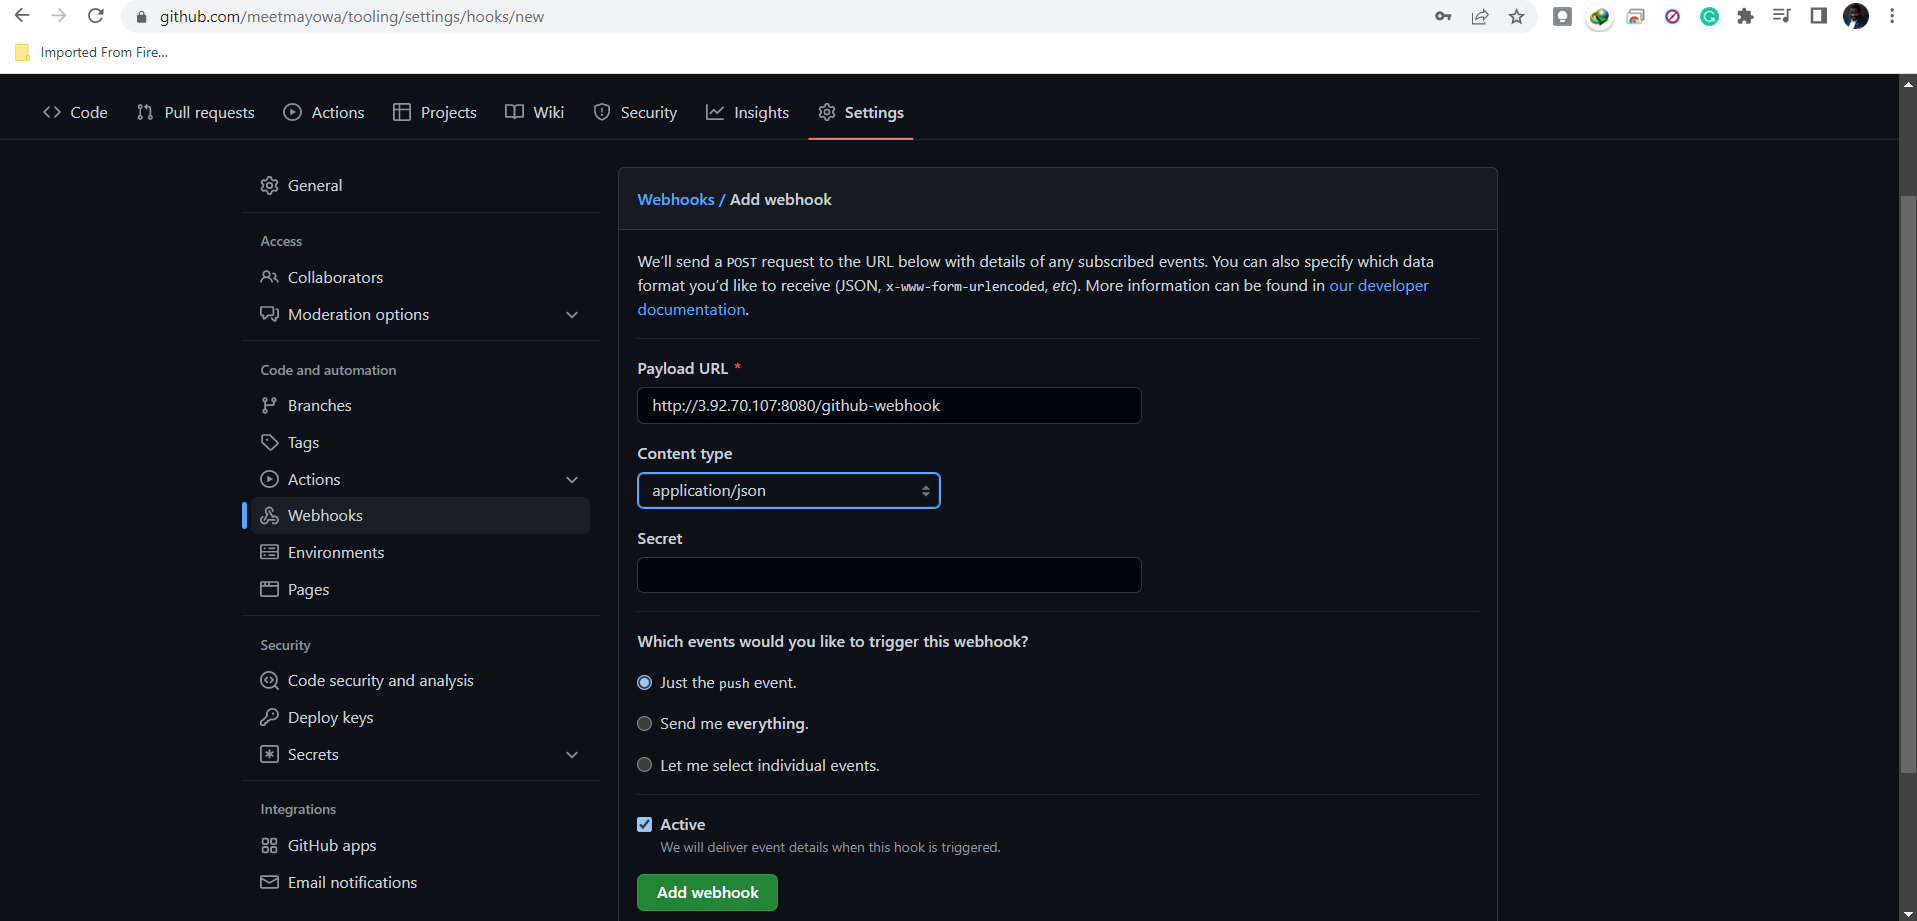 github.com/meetmayowa/tooling/settings/hooks/new
Imported From Fire...
Code Pull requests Actions Projects Wiki Security Insights Settings
General
Access
Collaborators
Moderation options
Code and automation
Branches
Tags
Actions
Webhooks
Environments
Pages
Security
Code security and analysis
Deploy keys
Secrets
Integrations
GitHub apps
Email notifications
Webhooks / Add webhook
We'll send a POST request to the URL below with details of any subscribed events. You can also specify which data
format you'd like to receive (JSON, x-www-form-urlencoded, etc). More information can be found in our developer
documentation.
Payload URL *
http://3.92.70.107:8080/github-webhook
Content type
application/json
Secret
Which events would you like to trigger this webhook?
Just the push event.
Send me everything.
Let me select individual events.
Active
We will deliver event details when this hook is triggered.
Add webhook